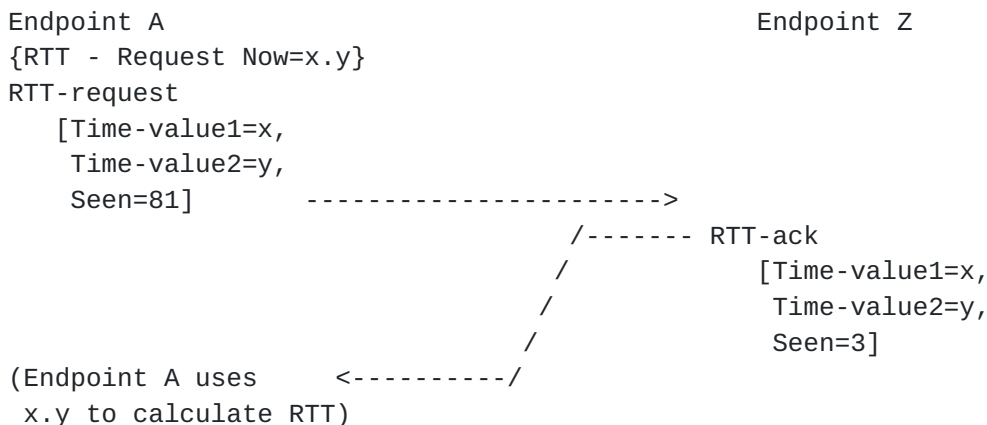 Endpoint A                                    Endpoint Z
{RTT - Request Now=x.y}
RTT-request
   [Time-value1=x,
    Time-value2=y,
    Seen=81]       ----------------------->
                                    /------- RTT-ack
                                   /            [Time-value1=x,
                                  /              Time-value2=y,
                                 /               Seen=3]
(Endpoint A uses     <----------/
 x.y to calculate RTT)